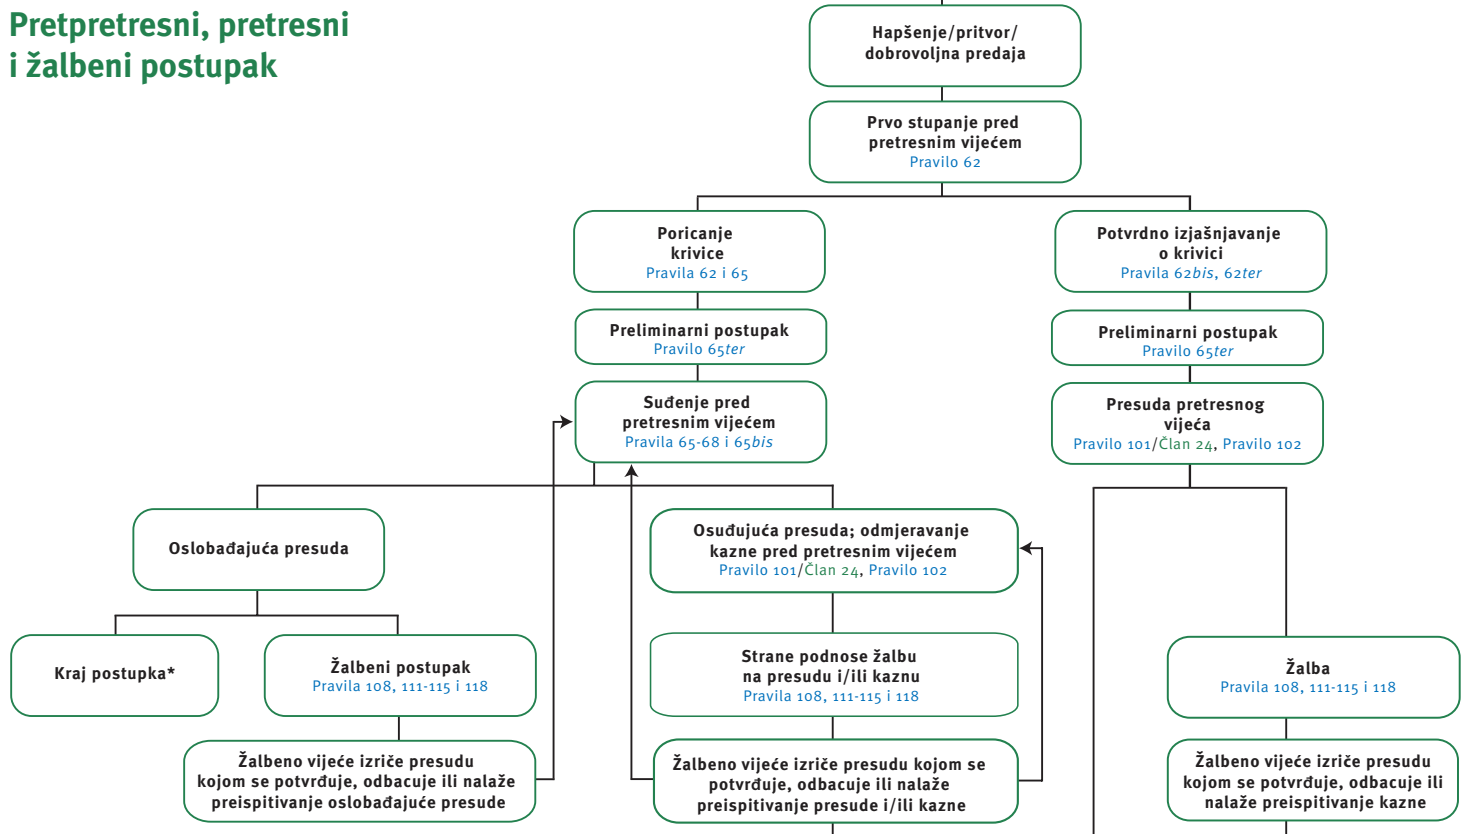 Pretpretresni, pretresni
i žalbeni postupak
Hapšenje/pritvor/
dobrovoljna predaja
Prvo stupanje pred
pretresnim vijećem
Pravilo 62
Poricanje
krivice
Pravila 62 i 65
Potvrdno izjašnjavanje
o krivici
Pravila 62bis, 62ter
Preliminarni postupak
Pravilo 65ter
Preliminarni postupak
Pravilo 65ter
Suđenje pred
pretresnim vijećem
Pravila 65-68 i 65bis
Presuda pretresnog
vijeća
Pravilo 101/Član 24, Pravilo 102
Oslobađajuća presuda
Osuđujuća presuda; odmjeravanje
kazne pred pretresnim vijećem
Pravilo 101/Član 24, Pravilo 102
Kraj postupka*
Žalbeni postupak
Pravila 108, 111-115 i 118
Strane podnose žalbu
na presudu i/ili kaznu
Pravila 108, 111-115 i 118
Žalba
Pravila 108, 111-115 i 118
Žalbeno vijeće izriče presudu
kojom se potvrđuje, odbacuje ili nalaže
preispitivanje oslobađajuće presude
Žalbeno vijeće izriče presudu kojom se
potvrđuje, odbacuje ili nalaže
preispitivanje presude i/ili kazne
Žalbeno vijeće izriče presudu
kojom se potvrđuje, odbacuje ili
nalaže preispitivanje kazne